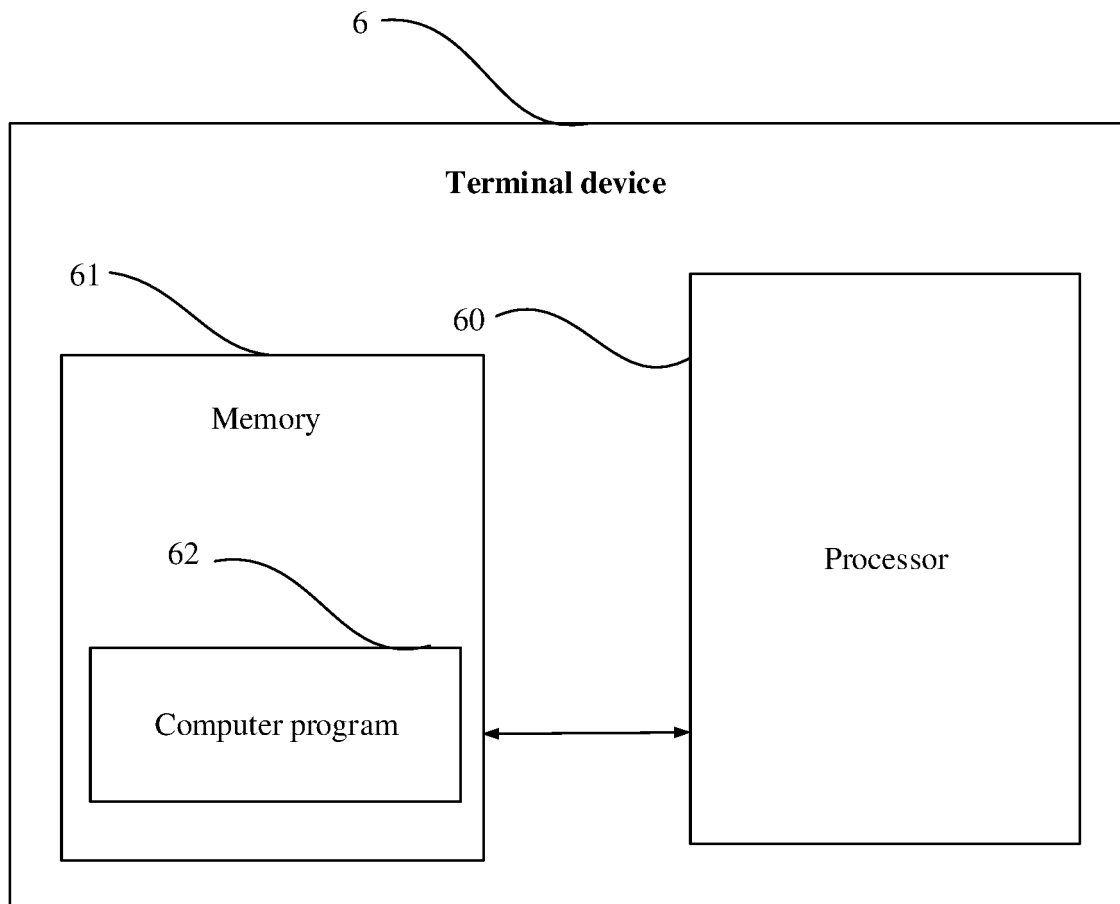 6
Terminal device
61
60
Memory
62
Processor
Computer program